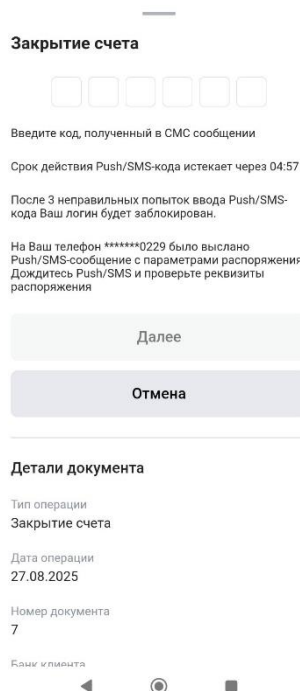 Закрытие счета
Введите код, полученный в СМС сообщении
Срок действия Push/SMS-кода истекает через 04:57
После 3 неправильных попыток ввода Push/SMS-
кода Ваш логин будет заблокирован.
На Ваш телефон *******0229 было выслано
Push/SMS-сообщение с параметрами распоряжения
Дождитесь Push/SMS и проверьте реквизиты
распоряжения
Далее
Отмена
Детали документа
Тип операции
Закрытие счета
Дата операции
27.08.2025
Номер документа
7
Банк клиента